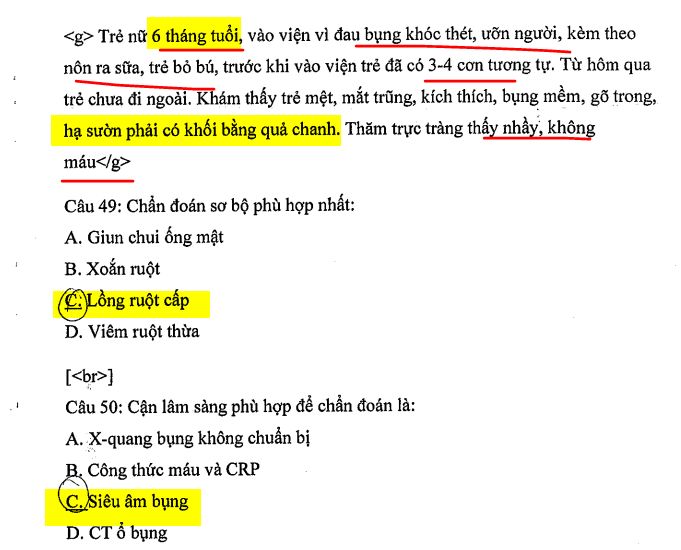 <g> Trẻ nữ 6 tháng tuổi, vào viện vì đau bụng khóc thét, ưỡn người, kèm theo
nôn ra sữa, trẻ bỏ bú, trước khi vào viện trẻ đã có 3-4 cơn tương tự. Từ hôm qua
trẻ chưa đi ngoài. Khám thấy trẻ mệt, mắt trũng, kích thích, bụng mềm, gõ trong,
hạ sườn phải có khối bằng quả chanh. Thăm trực tràng thấy nhầy, không
máu</g>
Câu 49: Chẩn đoán sơ bộ phù hợp nhất:
A. Giun chui ống mật
B. Xoắn ruột
C. Lồng ruột cấp
D. Viêm ruột thừa
[<br>]
Câu 50: Cận lâm sàng phù hợp để chẩn đoán là:
A. X-quang bụng không chuẩn bị
B. Công thức máu và CRP
C. Siêu âm bụng
D. CT ổ bụng